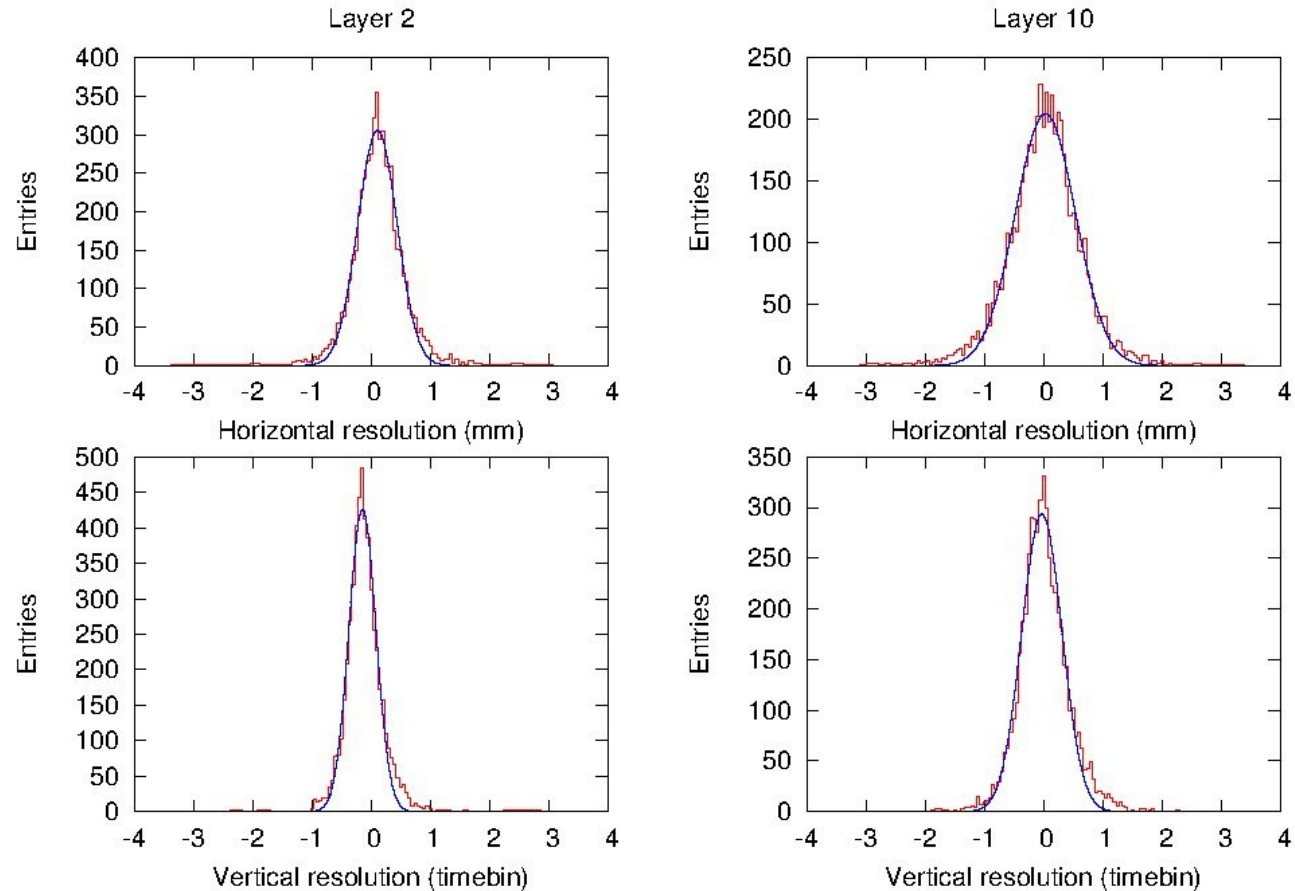 Layer 2
Layer 10
400
350
300
250
200
150
100
50
0
Entries
-4 -3 -2 -1 0 1 2 3 4
Horizontal resolution (mm)
250
200
150
100
50
0
Entries
-4 -3 -2 -1 0 1 2 3 4
Horizontal resolution (mm)
500
450
400
350
300
250
200
150
100
50
0
Entries
-4 -3 -2 -1 0 1 2 3 4
Vertical resolution (timebin)
350
300
250
200
150
100
50
0
Entries
-4 -3 -2 -1 0 1 2 3 4
Vertical resolution (timebin)